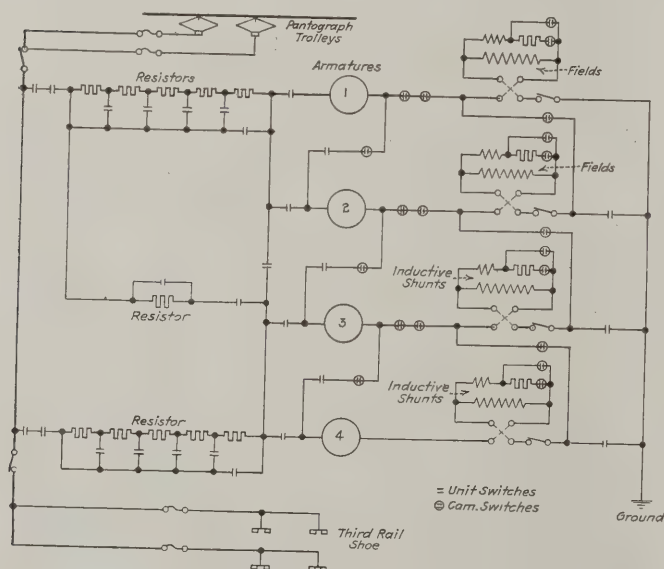 Pantograph
Trolleys
Resistors
Armatures
Fields
1
Fields
2
Inductive
Shunts
Resistor
3
Inductive
Shunts
Resistor
4
= Unit Switches
Cam. Switches
Ground
Third Rail
Shoe